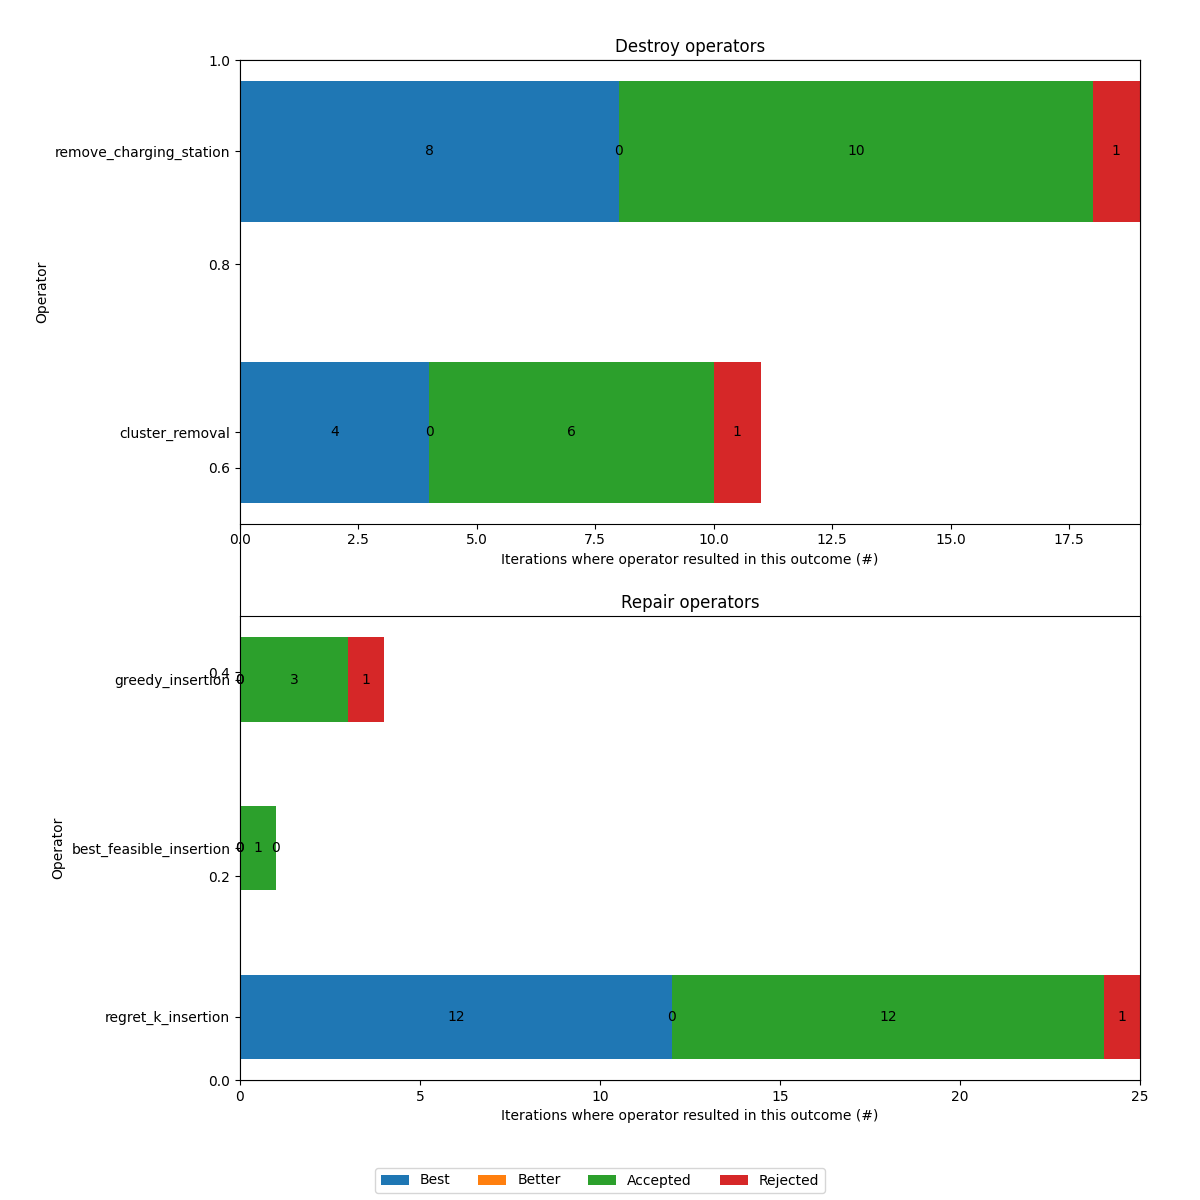 Destroy operators
1.0
remove_charging_station
8
0
10
1
0.8
Operator
cluster_removal
4
0
6
1
0.6
0.0 2.5 5.0 7.5 10.0 12.5 15.0 17.5
Iterations where operator resulted in this outcome (#)
Repair operators
0.4
greedy_insertion
0
0
3
1
best_feasible_insertion
0
0
1
0
Operator
0.2
regret_k_insertion
12
0
12
1
0.0
0 5 10 15 20 25
Iterations where operator resulted in this outcome (#)
Best Better Accepted Rejected